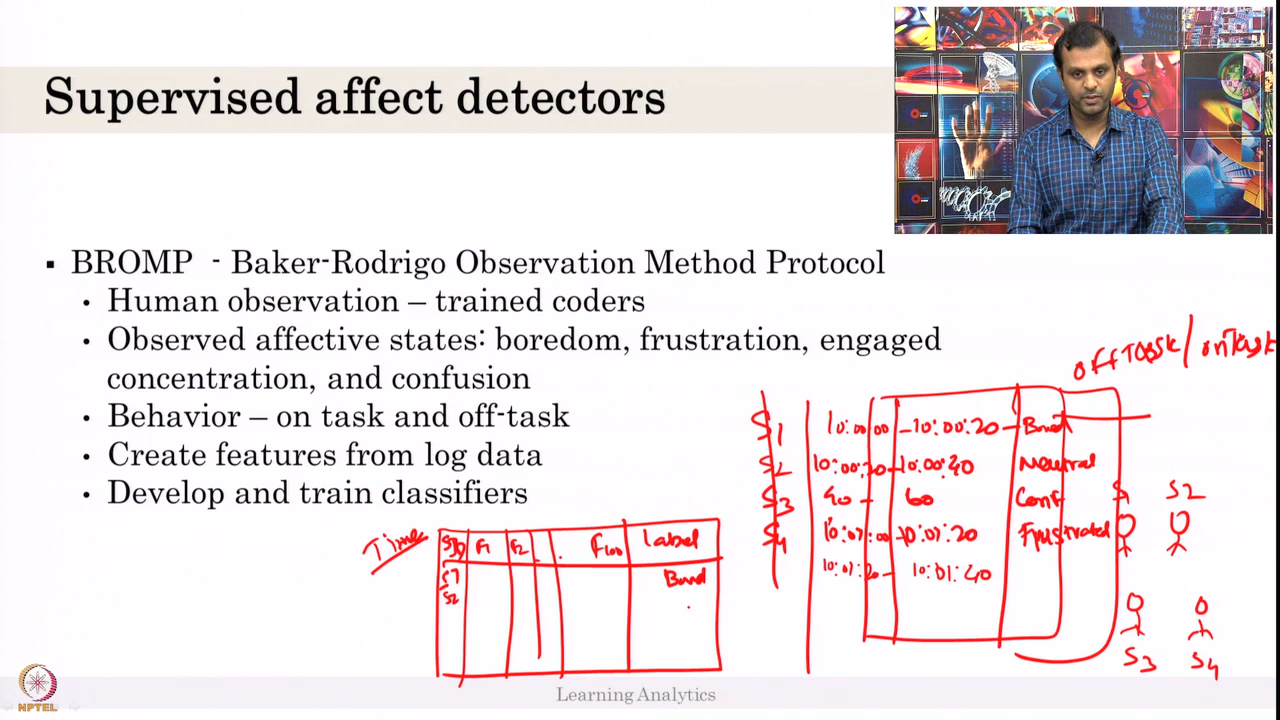 Supervised affect detectors
▪ BROMP - Baker-Rodrigo Observation Method Protocol
• Human observation – trained coders
• Observed affective states: boredom, frustration, engaged
concentration, and confusion
• Behavior – on task and off-task
• Create features from log data
• Develop and train classifiers
off Task / on Task
S1 10:00:00 - 10:00:20 -
S2 10:00:20 - 10:00:40 Neutral
S3 40 - 60 Conf
S4 10:01:00 - 10:01:20 Frustrated
10:01:20 - 10:01:40
S1 S2
S3 S4
Time
F1 F2 . . F100 Label
S1
S2
Learning Analytics
NPTEL